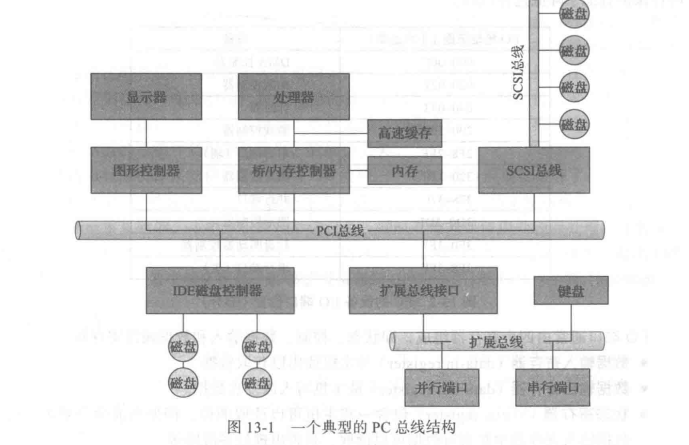 磁盘
磁盘
磁盘
磁盘
SCSI总线
显示器
处理器
高速缓存
图形控制器
桥/内存控制器
内存
SCSI总线
PCI总线
IDE磁盘控制器
扩展总线接口
键盘
磁盘
磁盘
扩展总线
磁盘
磁盘
并行端口
串行端口
图 13-1 一个典型的 PC 总线结构